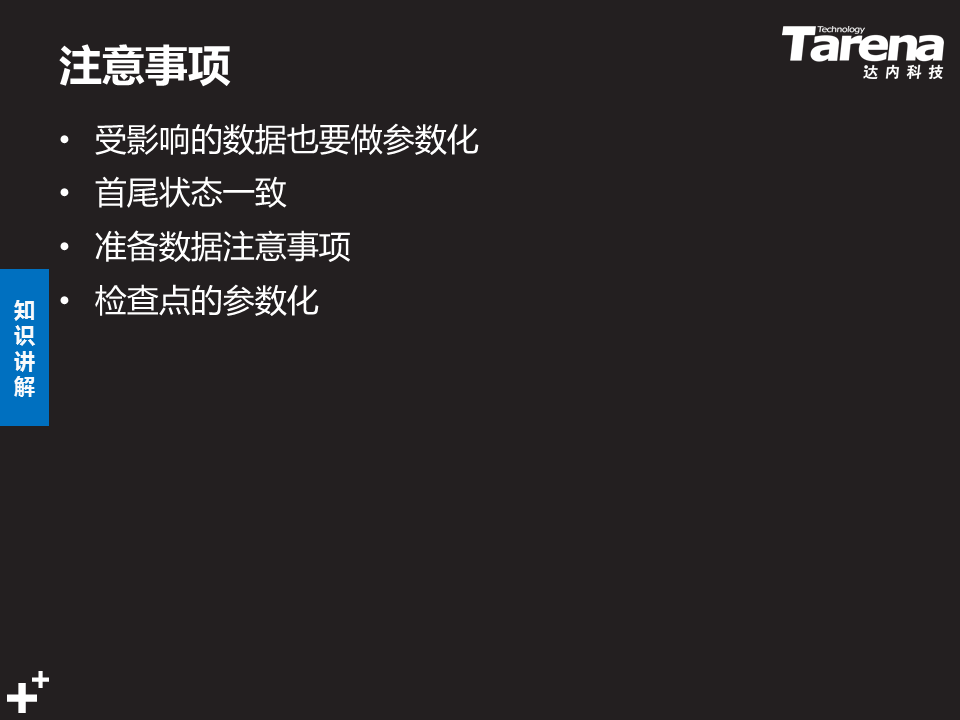 注意事项
Technology
Tarena
达内科技
• 受影响的数据也要做参数化
• 首尾状态一致
• 准备数据注意事项
• 检查点的参数化
知
识
讲
解